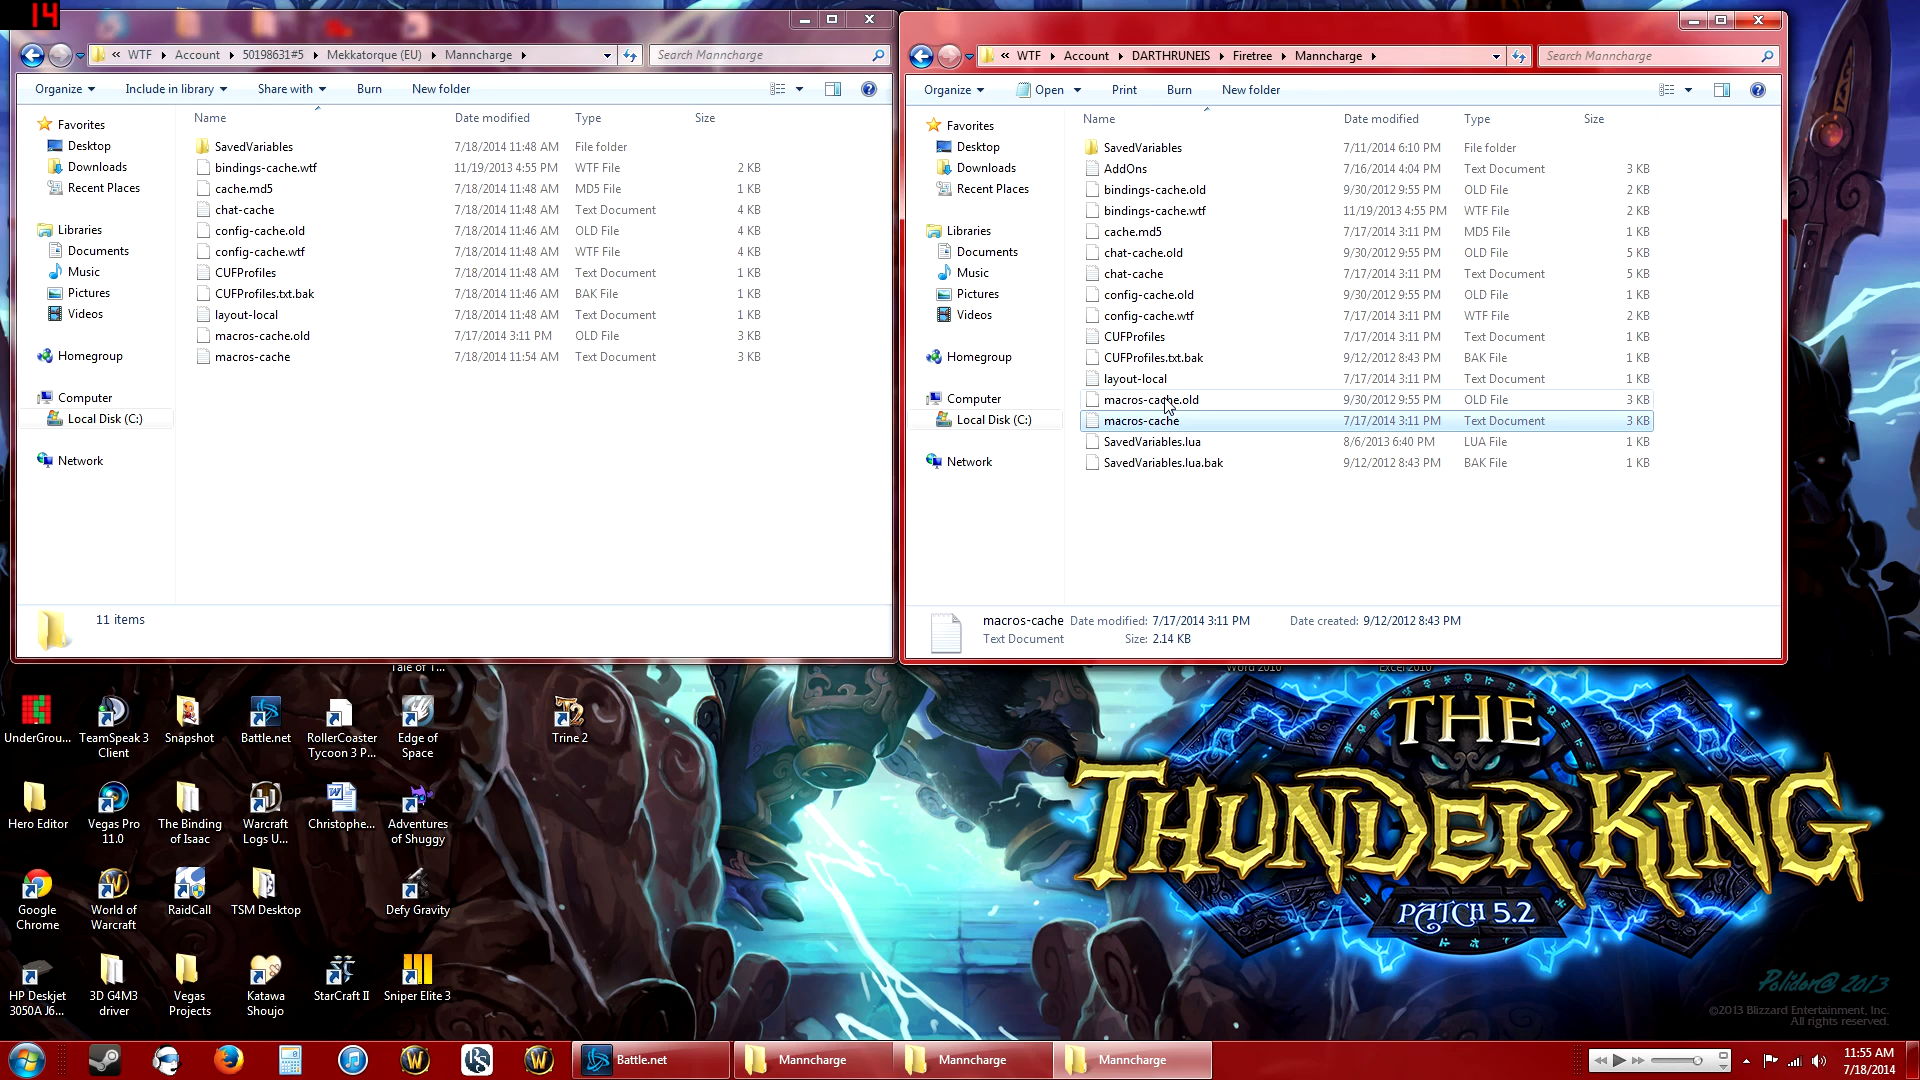 14
« WTF ▸ Account ▸ 50198631#5 ▸ Mekkatorque (EU) ▸ Manncharge ▸
Search Manncharge
Organize
Include in library
Share with
Burn
New folder
Name Date modified Type Size
Favorites
Desktop
Downloads
Recent Places
Libraries
Documents
Music
Pictures
Videos
Homegroup
Computer
Local Disk (C:)
Network
SavedVariables 7/18/2014 11:48 AM File folder
bindings-cache.wtf 11/19/2013 4:55 PM WTF File 2 KB
cache.md5 7/18/2014 11:48 AM MD5 File 1 KB
chat-cache 7/18/2014 11:48 AM Text Document 4 KB
config-cache.old 7/18/2014 11:46 AM OLD File 4 KB
config-cache.wtf 7/18/2014 11:48 AM WTF File 4 KB
CUFProfiles 7/18/2014 11:48 AM Text Document 1 KB
CUFProfiles.txt.bak 7/18/2014 11:46 AM BAK File 1 KB
layout-local 7/18/2014 11:48 AM Text Document 1 KB
macros-cache.old 7/17/2014 3:11 PM OLD File 3 KB
macros-cache 7/18/2014 11:54 AM Text Document 3 KB
11 items
« WTF ▸ Account ▸ DARTHRUNEIS ▸ Firetree ▸ Manncharge ▸
Search Manncharge
Organize
Open
Print
Burn
New folder
Name Date modified Type Size
Favorites
Desktop
Downloads
Recent Places
Libraries
Documents
Music
Pictures
Videos
Homegroup
Computer
Local Disk (C:)
Network
SavedVariables 7/11/2014 6:10 PM File folder
AddOns 7/16/2014 4:04 PM Text Document 3 KB
bindings-cache.old 9/30/2012 9:55 PM OLD File 2 KB
bindings-cache.wtf 11/19/2013 4:55 PM WTF File 2 KB
cache.md5 7/17/2014 3:11 PM MD5 File 1 KB
chat-cache.old 9/30/2012 9:55 PM OLD File 5 KB
chat-cache 7/17/2014 3:11 PM Text Document 5 KB
config-cache.old 9/30/2012 9:55 PM OLD File 1 KB
config-cache.wtf 7/17/2014 3:11 PM WTF File 2 KB
CUFProfiles 7/17/2014 3:11 PM Text Document 1 KB
CUFProfiles.txt.bak 9/12/2012 8:43 PM BAK File 1 KB
layout-local 7/17/2014 3:11 PM Text Document 1 KB
macros-cache.old 9/30/2012 9:55 PM OLD File 3 KB
macros-cache 7/17/2014 3:11 PM Text Document 3 KB
SavedVariables.lua 8/6/2013 6:40 PM LUA File 1 KB
SavedVariables.lua.bak 9/12/2012 8:43 PM BAK File 1 KB
macros-cache Date modified: 7/17/2014 3:11 PM Date created: 9/12/2012 8:43 PM
Text Document Size: 2.14 KB
Tale of T...
Word 2010
Excel 2010
UnderGrou...
TeamSpeak 3
Client
Snapshot
Battle.net
RollerCoaster
Tycoon 3 P...
Edge of
Space
Trine 2
Hero Editor
Vegas Pro
11.0
The Binding
of Isaac
Warcraft
Logs U...
Christophe...
Adventures
of Shuggy
Google
Chrome
World of
Warcraft
RaidCall
TSM Desktop
Defy Gravity
HP Deskjet
3050A J6...
3D G4M3
driver
Vegas
Projects
Katawa
Shoujo
StarCraft II
Sniper Elite 3
THE
THUNDER KING
PATCH 5.2
Polidor@ 2013
©2013 Blizzard Entertainment, Inc.
All rights reserved.
Battle.net
Manncharge
Manncharge
Manncharge
11:55 AM
7/18/2014